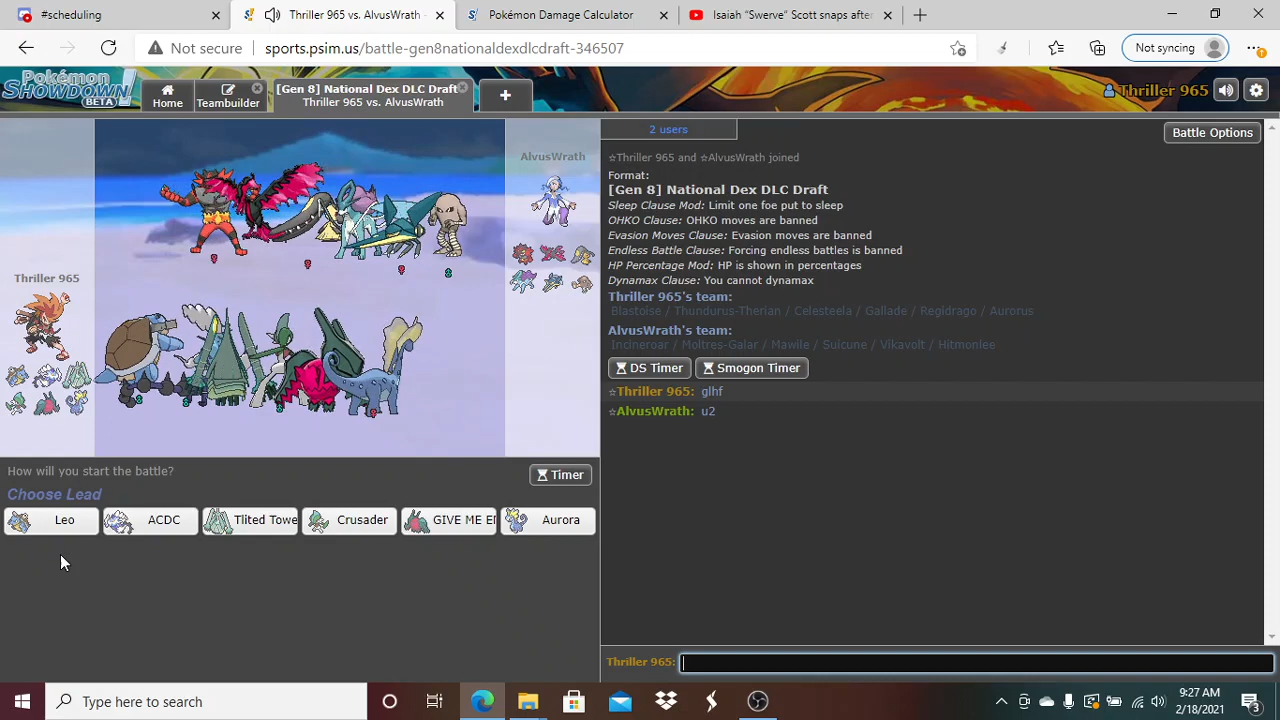 #scheduling
Thriller 965 vs. AlvusWrath -
Pokémon Damage Calculator
Isaiah "Swerve" Scott snaps after
Not secure
sports.psim.us/battle-gen8nationaldexdlcdraft-346507
Not syncing
Pokémon
SHOWDOWN
BETA
Home
Teambuilder
[Gen 8] National Dex DLC Draft
Thriller 965 vs. AlvusWrath
Thriller 965
2 users
Battle Options
AlvusWrath
Thriller 965
☆Thriller 965 and ☆AlvusWrath joined
Format:
[Gen 8] National Dex DLC Draft
Sleep Clause Mod: Limit one foe put to sleep
OHKO Clause: OHKO moves are banned
Evasion Moves Clause: Evasion moves are banned
Endless Battle Clause: Forcing endless battles is banned
HP Percentage Mod: HP is shown in percentages
Dynamax Clause: You cannot dynamax
Thriller 965's team:
Blastoise / Thundurus-Therian / Celesteela / Gallade / Regidrago / Aurorus
AlvusWrath's team:
Incineroar / Moltres-Galar / Mawile / Suicune / Vikavolt / Hitmonlee
DS Timer
Smogon Timer
☆Thriller 965: glhf
☆AlvusWrath: u2
How will you start the battle?
Timer
Choose Lead
Leo
ACDC
Tlited Towe
Crusader
GIVE ME EN
Aurora
Thriller 965:
Type here to search
9:27 AM
2/18/2021
3